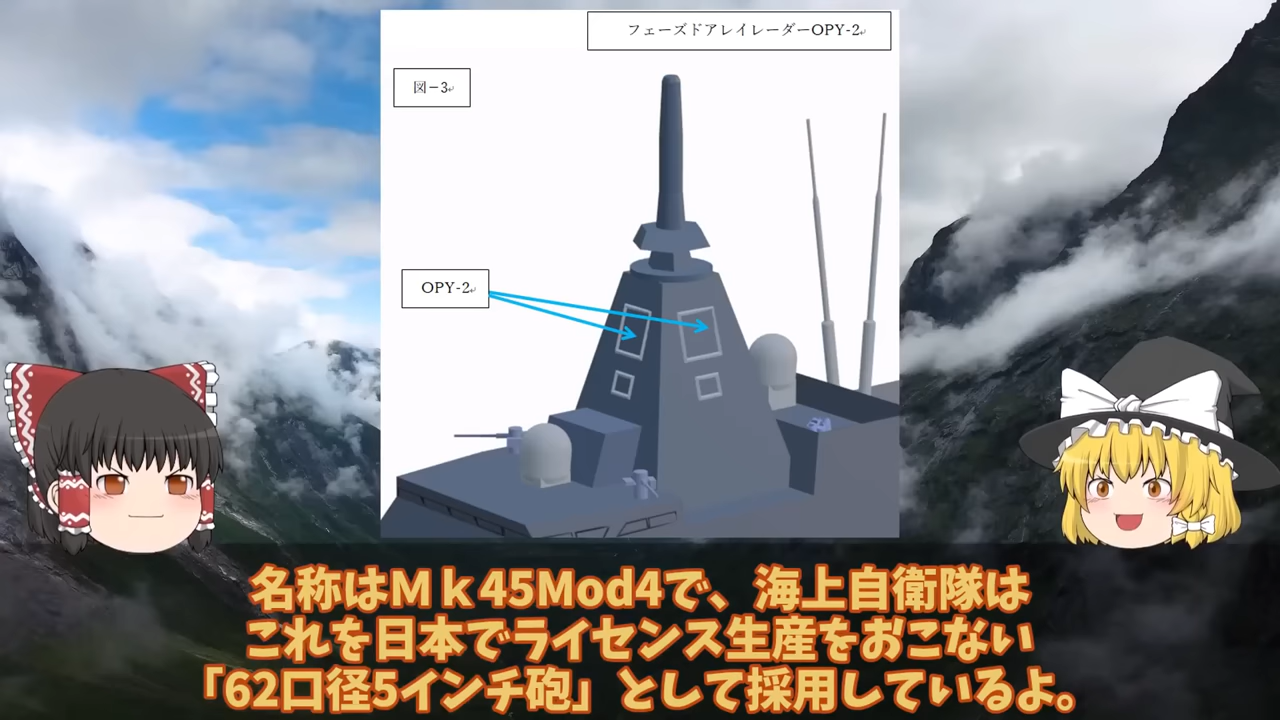 フェーズドアレイレーダーOPY-2
図－3
OPY-2
名称はＭｋ45Mod4で、海上自衛隊は
これを日本でライセンス生産をおこない
「62口径5インチ砲」として採用しているよ。